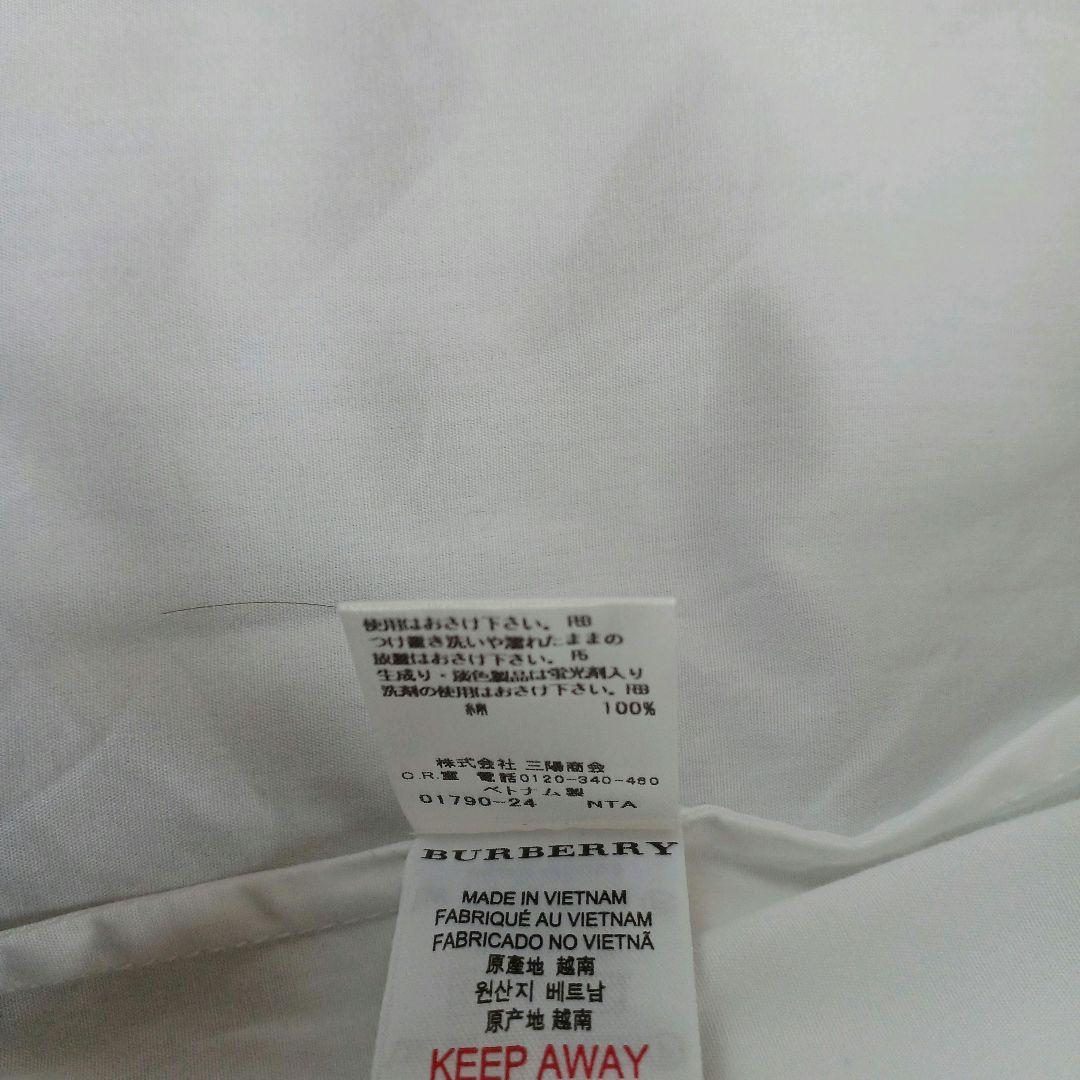 使用はおさけ下さい。
つけ置き洗いや濡れたままの
放置はおさけ下さい。
生成り・淡色製品は蛍光剤入り
洗剤の使用はおさけ下さい。
綿 100%
株式会社 三陽商会
C.R.室 電話0120-340-460
ベトナム製
01790-24 NTA
BURBERRY
MADE IN VIETNAM
FABRIQUÉ AU VIETNAM
FABRICADO NO VIETNÃ
原產地 越南
원산지 베트남
原产地 越南
KEEP AWAY